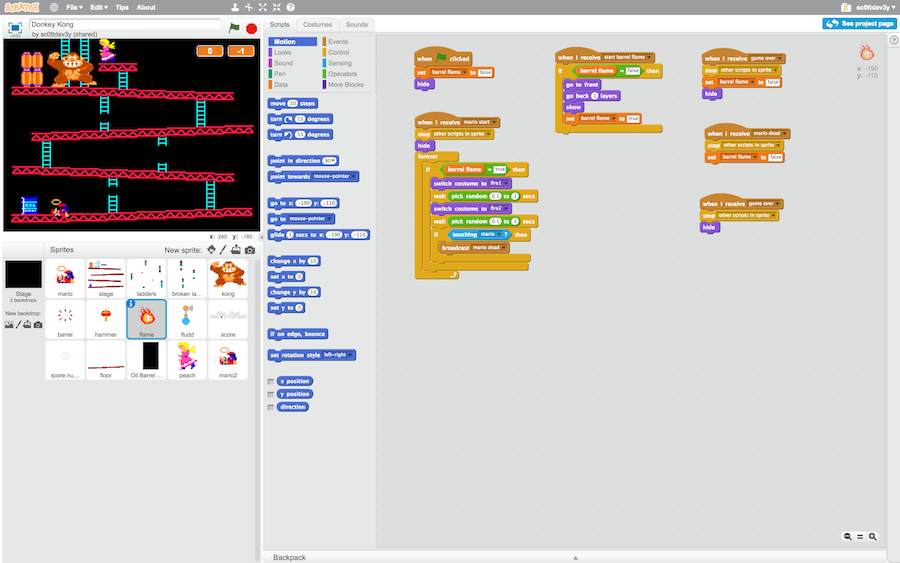 SCRATCH File Edit Tips About sc0ttdav3y
Donkey Kong
by sc0ttdav3y (shared)
v454
0 -1
x: 240 y: -180
Sprites New sprite:
Stage
2 backdrops
New backdrop:
mario stage ladders broken la... kong
barrel hammer flame fludd score
score nu... floor Oil Barrel ... peach mario2
Scripts Costumes Sounds
See project page
Motion Events
Looks Control
Sound Sensing
Pen Operators
Data More Blocks
move 10 steps
turn 15 degrees
turn 15 degrees
point in direction 90
point towards mouse-pointer
go to x: -190 y: -110
go to mouse-pointer
glide 1 secs to x: -190 y: -110
change x by 10
set x to 0
change y by 10
set y to 0
if on edge, bounce
set rotation style left-right
x position
y position
direction
when clicked
set barrel flame to false
hide
when I receive mario start
stop other scripts in sprite
hide
forever
if barrel flame = true then
switch costume to fire1
wait pick random 0.1 to 1 secs
switch costume to fire2
wait pick random 0.1 to 1 secs
if touching mario ? then
broadcast mario dead
when I receive start barrel flame
if barrel flame = false then
go to front
go back layers
show
set barrel flame to true
when I receive game over
stop other scripts in sprite
set barrel flame to false
hide
when I receive mario dead
stop other scripts in sprite
set barrel flame to false
when I receive game over
stop other scripts in sprite
hide
x: -190
y: -110
Backpack